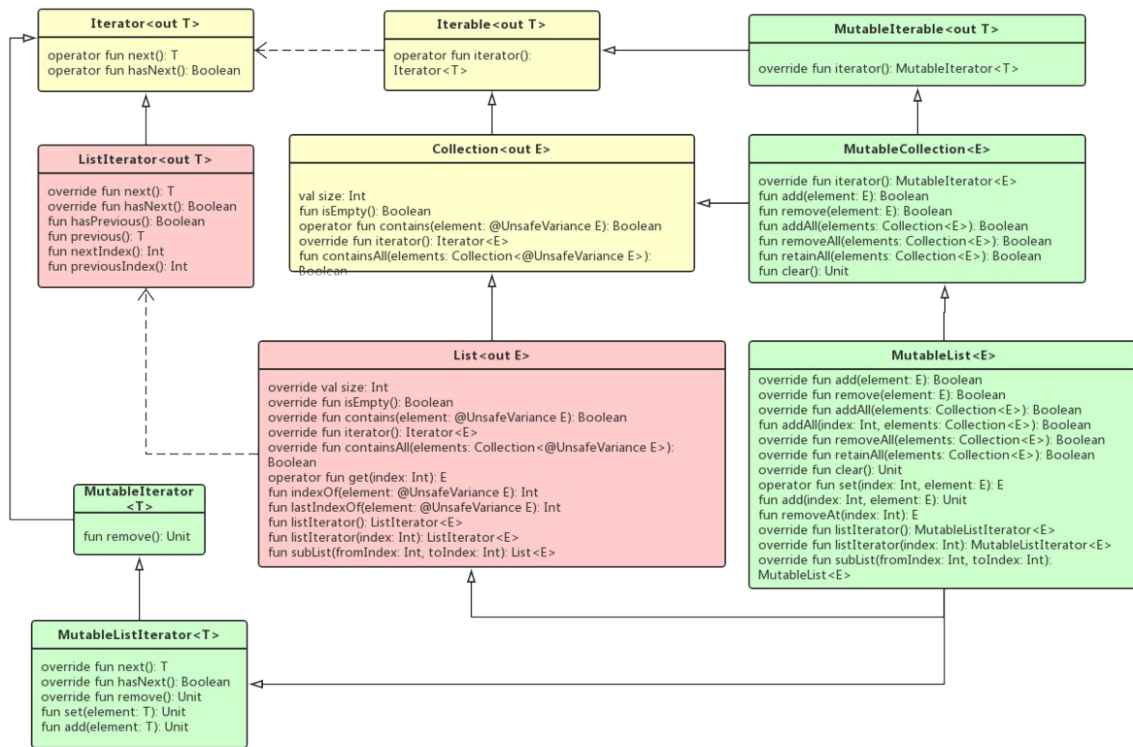 Iterator<out T>
operator fun next(): T
operator fun hasNext(): Boolean
Iterable<out T>
operator fun iterator():
Iterator<T>
MutableIterable<out T>
override fun iterator(): MutableIterator<T>
ListIterator<out T>
override fun next(): T
override fun hasNext(): Boolean
fun hasPrevious(): Boolean
fun previous(): T
fun nextIndex(): Int
fun previousIndex(): Int
Collection<out E>
val size: Int
fun isEmpty(): Boolean
operator fun contains(element: @UnsafeVariance E): Boolean
override fun iterator(): Iterator<E>
fun containsAll(elements: Collection<@UnsafeVariance E>):
Boolean
MutableCollection<E>
override fun iterator(): MutableIterator<E>
fun add(element: E): Boolean
fun remove(element: E): Boolean
fun addAll(elements: Collection<E>): Boolean
fun removeAll(elements: Collection<E>): Boolean
fun retainAll(elements: Collection<E>): Boolean
fun clear(): Unit
List<out E>
override val size: Int
override fun isEmpty(): Boolean
override fun contains(element: @UnsafeVariance E): Boolean
override fun iterator(): Iterator<E>
override fun containsAll(elements: Collection<@UnsafeVariance E>):
Boolean
operator fun get(index: Int): E
fun indexOf(element: @UnsafeVariance E): Int
fun lastIndexOf(element: @UnsafeVariance E): Int
fun listIterator(): ListIterator<E>
fun listIterator(index: Int): ListIterator<E>
fun subList(fromIndex: Int, toIndex: Int): List<E>
MutableList<E>
override fun add(element: E): Boolean
override fun remove(element: E): Boolean
override fun addAll(elements: Collection<E>): Boolean
fun addAll(index: Int, elements: Collection<E>): Boolean
override fun removeAll(elements: Collection<E>): Boolean
override fun retainAll(elements: Collection<E>): Boolean
override fun clear(): Unit
operator fun set(index: Int, element: E): E
fun add(index: Int, element: E): Unit
fun removeAt(index: Int): E
override fun listIterator(): MutableListIterator<E>
override fun listIterator(index: Int): MutableListIterator<E>
override fun subList(fromIndex: Int, toIndex: Int):
MutableList<E>
MutableIterator
<T>
fun remove(): Unit
MutableListIterator<T>
override fun next(): T
override fun hasNext(): Boolean
override fun remove(): Unit
fun set(element: T): Unit
fun add(element: T): Unit